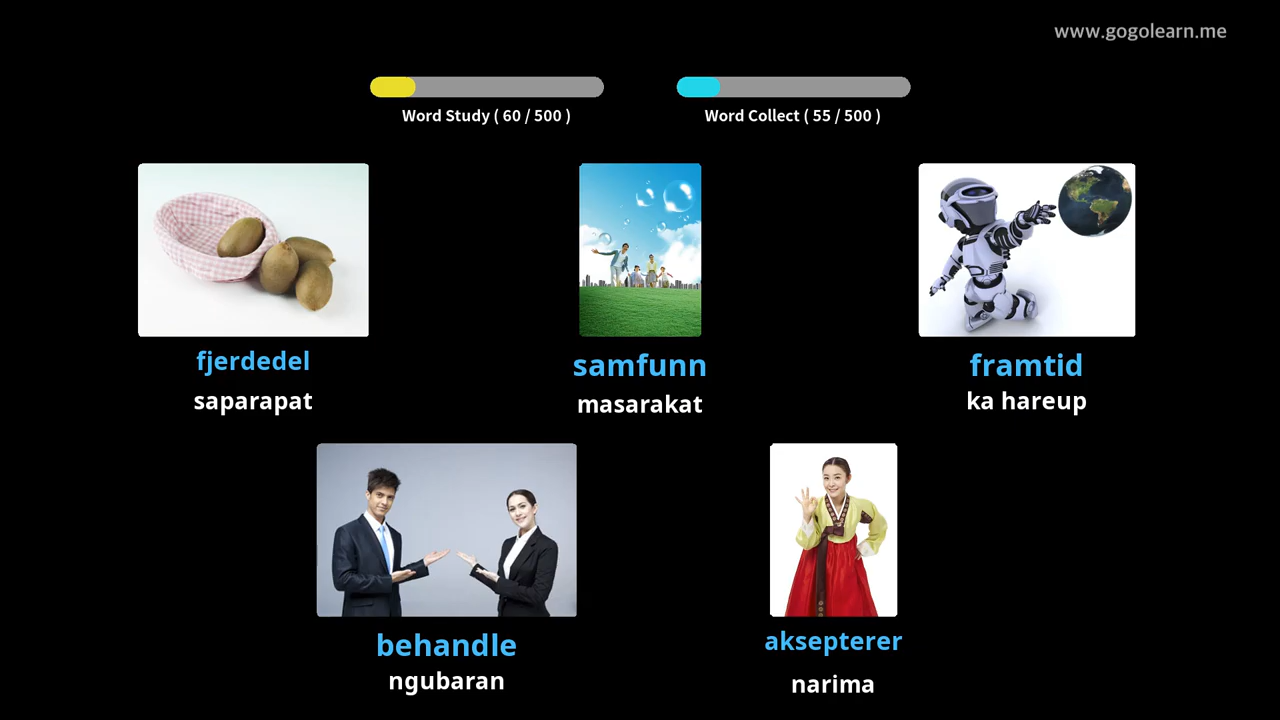 www.gogolearn.me
Word Study ( 60 / 500 )
Word Collect ( 55 / 500 )
fjerdedel
saparapat
samfunn
masarakat
framtid
ka hareup
behandle
ngubaran
aksepterer
narima